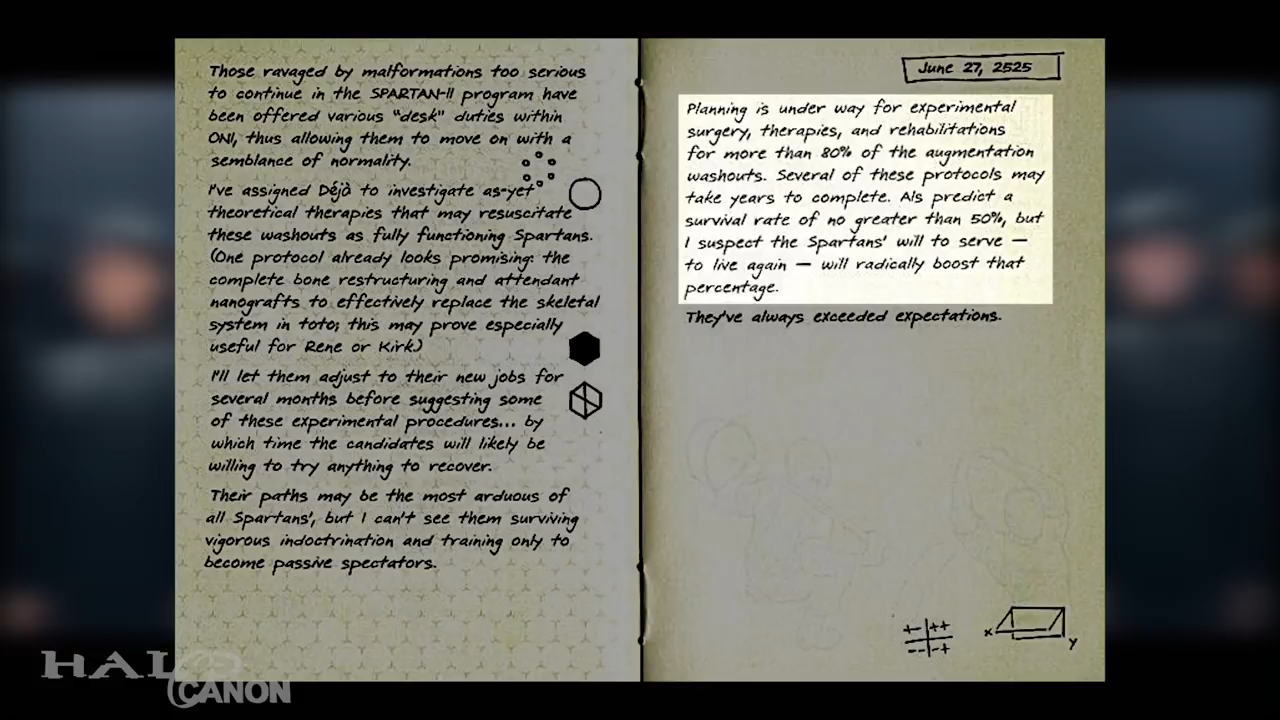 Those ravaged by malformations too serious
to continue in the SPARTAN-II program have
been offered various "desk" duties within
ONI, thus allowing them to move on with a
semblance of normality.
I've assigned Déjà to investigate as-yet
theoretical therapies that may resuscitate
these washouts as fully functioning Spartans.
(One protocol already looks promising: the
complete bone restructuring and attendant
nanografts to effectively replace the skeletal
system in toto; this may prove especially
useful for Rene or Kirk.)
I'll let them adjust to their new jobs for
several months before suggesting some
of these experimental procedures... by
which time the candidates will likely be
willing to try anything to recover.
Their paths may be the most arduous of
all Spartans', but I can't see them surviving
vigorous indoctrination and training only to
become passive spectators.
June 27, 2525
Planning is under way for experimental
surgery, therapies, and rehabilitations
for more than 80% of the augmentation
washouts. Several of these protocols may
take years to complete. AIs predict a
survival rate of no greater than 50%, but
I suspect the Spartans' will to serve —
to live again — will radically boost that
percentage.
They've always exceeded expectations.
+- ++
-- -+
x
y
HALO
CANON